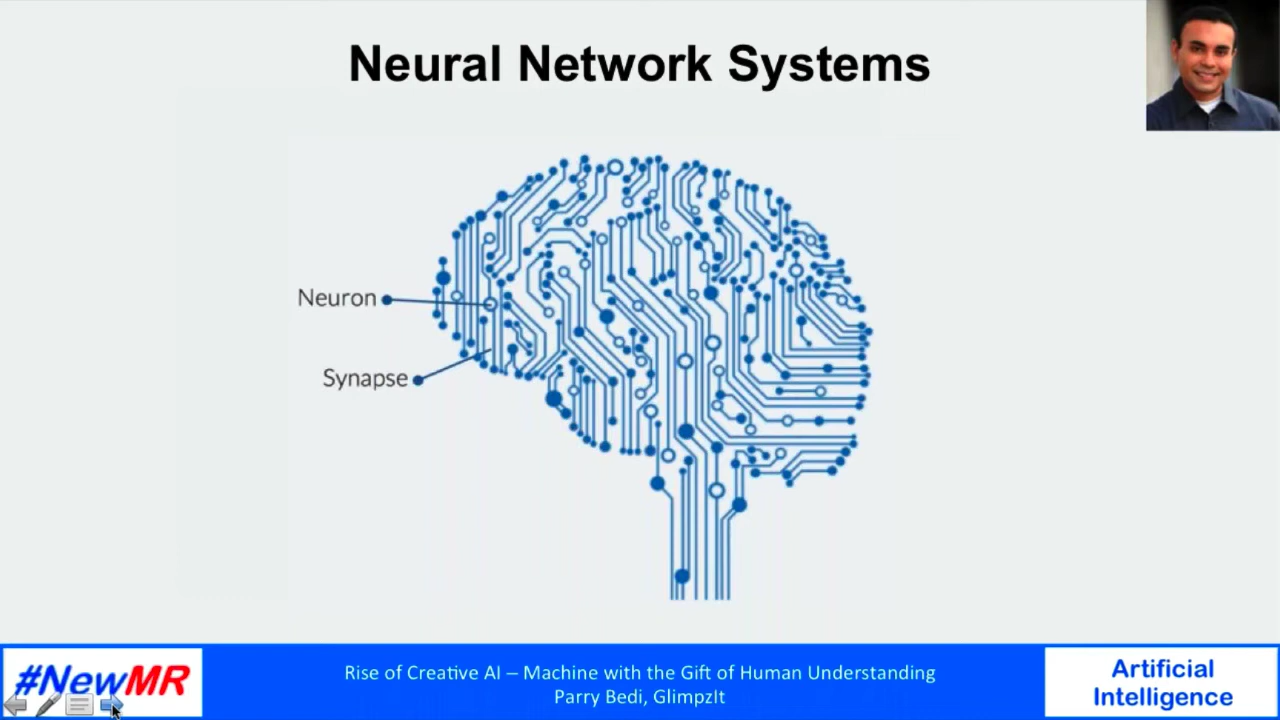 Neural Network Systems
Neuron
Synapse
#NewMR
Rise of Creative AI – Machine with the Gift of Human Understanding
Parry Bedi, GlimpzIt
Artificial
Intelligence